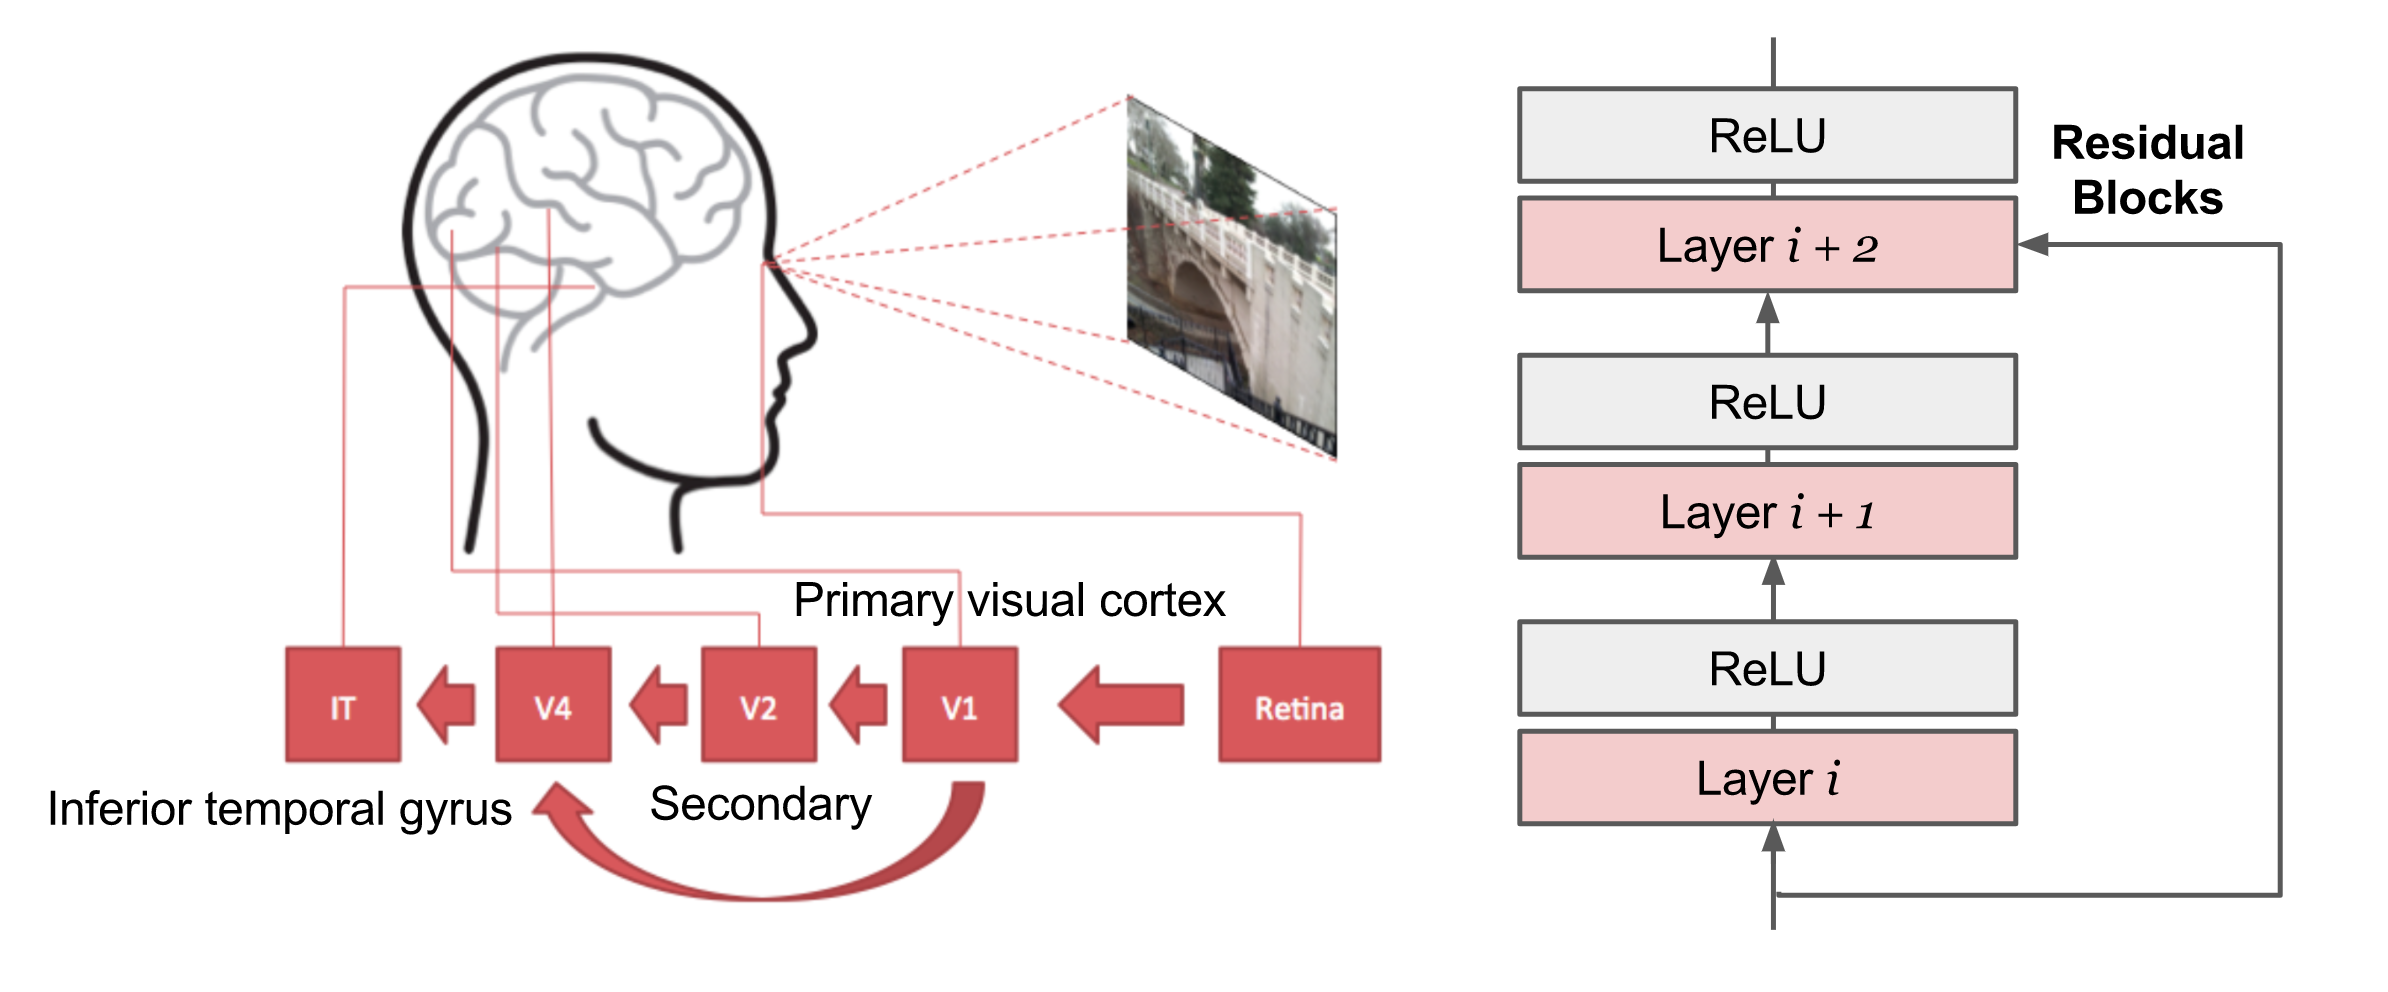 Primary visual cortex
IT
V4
V2
V1
Retina
Inferior temporal gyrus
Secondary
ReLU
Layer i + 2
Residual
Blocks
ReLU
Layer i + 1
ReLU
Layer i